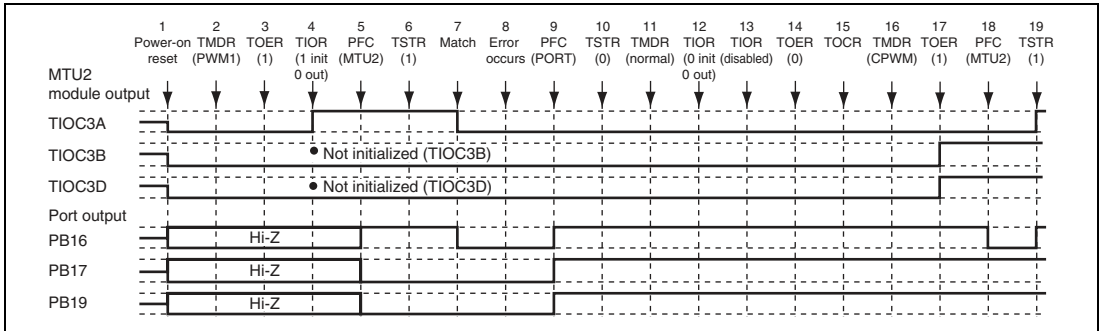 1 2 3 4 5 6 7 8 9 10 11 12 13 14 15 16 17 18 19
Power-on TMDR TOER TIOR PFC TSTR Match Error PFC TSTR TMDR TIOR TIOR TOER TOCR TMDR TOER PFC TSTR
reset (PWM1) (1) (1 init (MTU2) (1) occurs (PORT) (0) (normal) (0 init (disabled) (0) (CPWM) (1) (MTU2) (1)
0 out) 0 out)
MTU2
module output
TIOC3A
TIOC3B • Not initialized (TIOC3B)
TIOC3D • Not initialized (TIOC3D)
Port output
PB16 Hi-Z
PB17 Hi-Z
PB19 Hi-Z